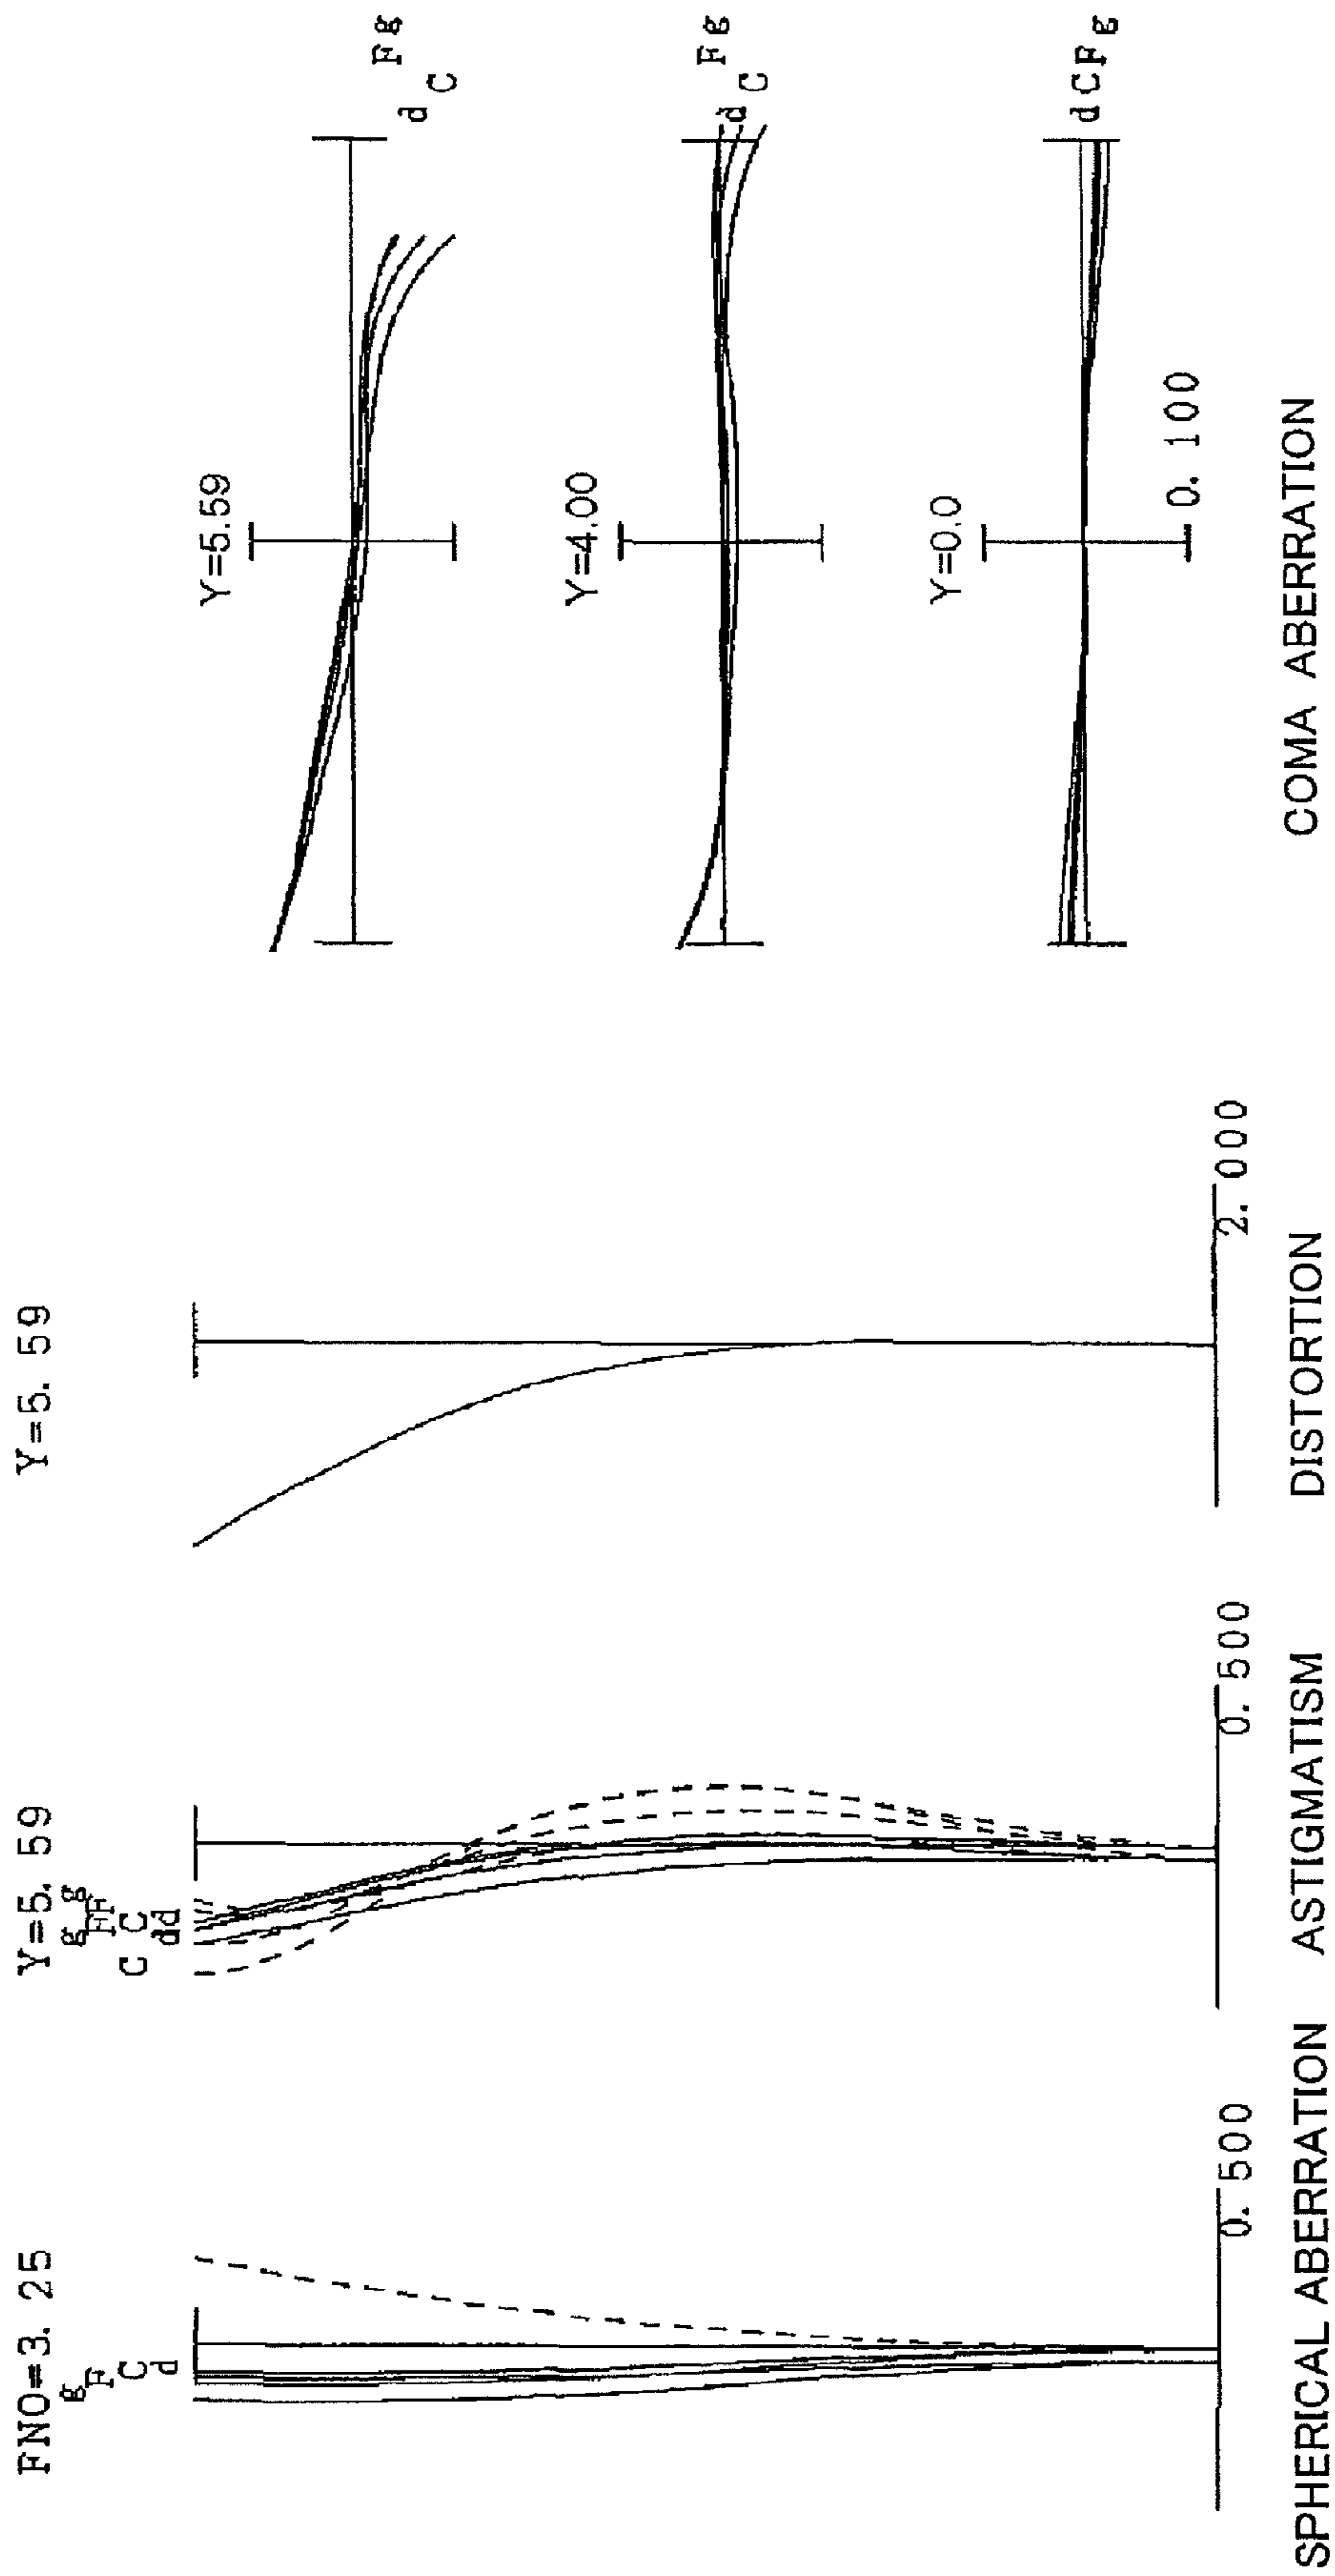 FNO=3. 25
g
F
C
d
0. 500
SPHERICAL ABERRATION
Y=5. 59
g g
F F
C C
d d
0. 500
ASTIGMATISM
Y=5. 59
2. 000
DISTORTION
Y=5.59
F g
d C
Y=4.00
F g
d C
Y=0.0
d C F g
0. 100
COMA ABERRATION